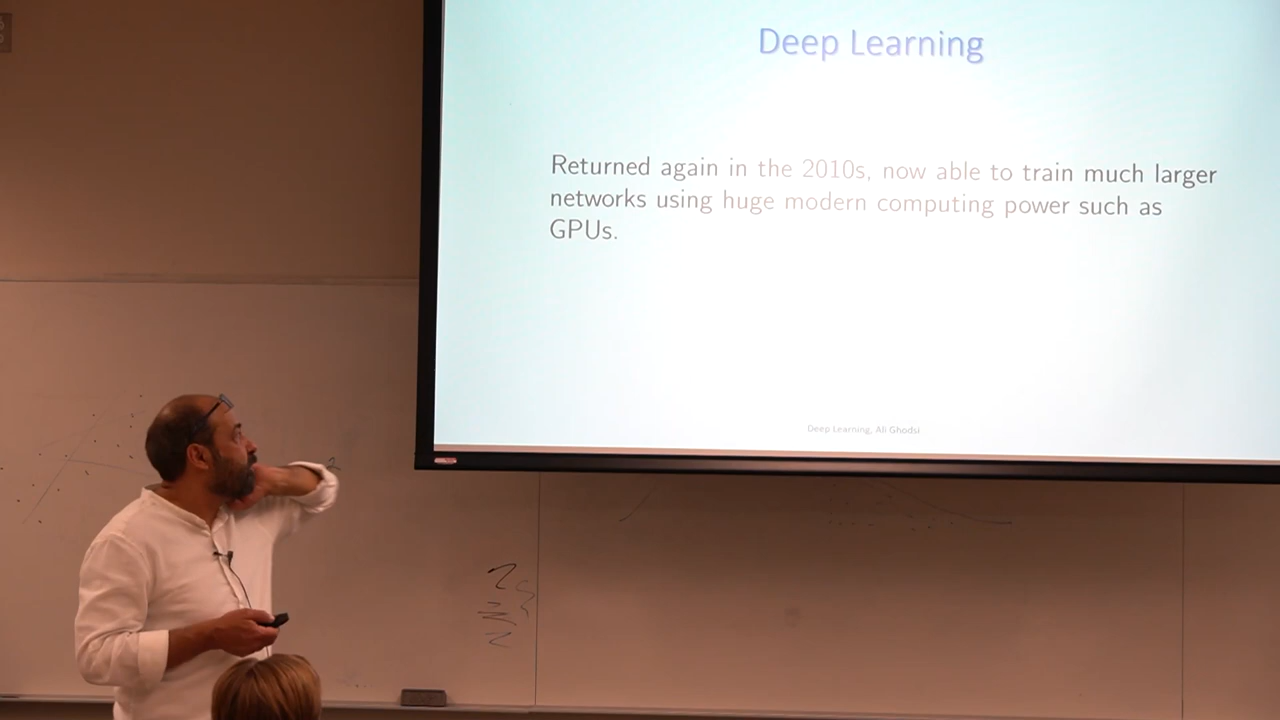 Deep Learning
Returned again in the 2010s, now able to train much larger
networks using huge modern computing power such as
GPUs.
Deep Learning, Ali Ghodsi